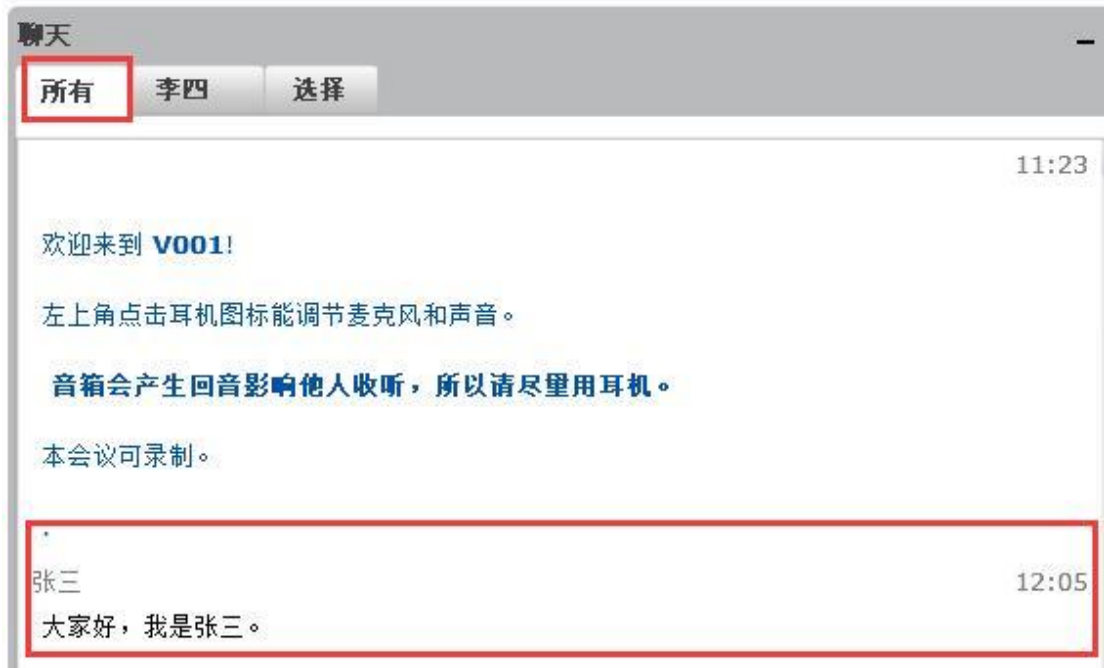 聊天
所有 李四 选择
11:23
欢迎来到 V001!
左上角点击耳机图标能调节麦克风和声音。
音箱会产生回音影响他人收听，所以请尽量用耳机。
本会议可录制。
.
张三 12:05
大家好，我是张三。